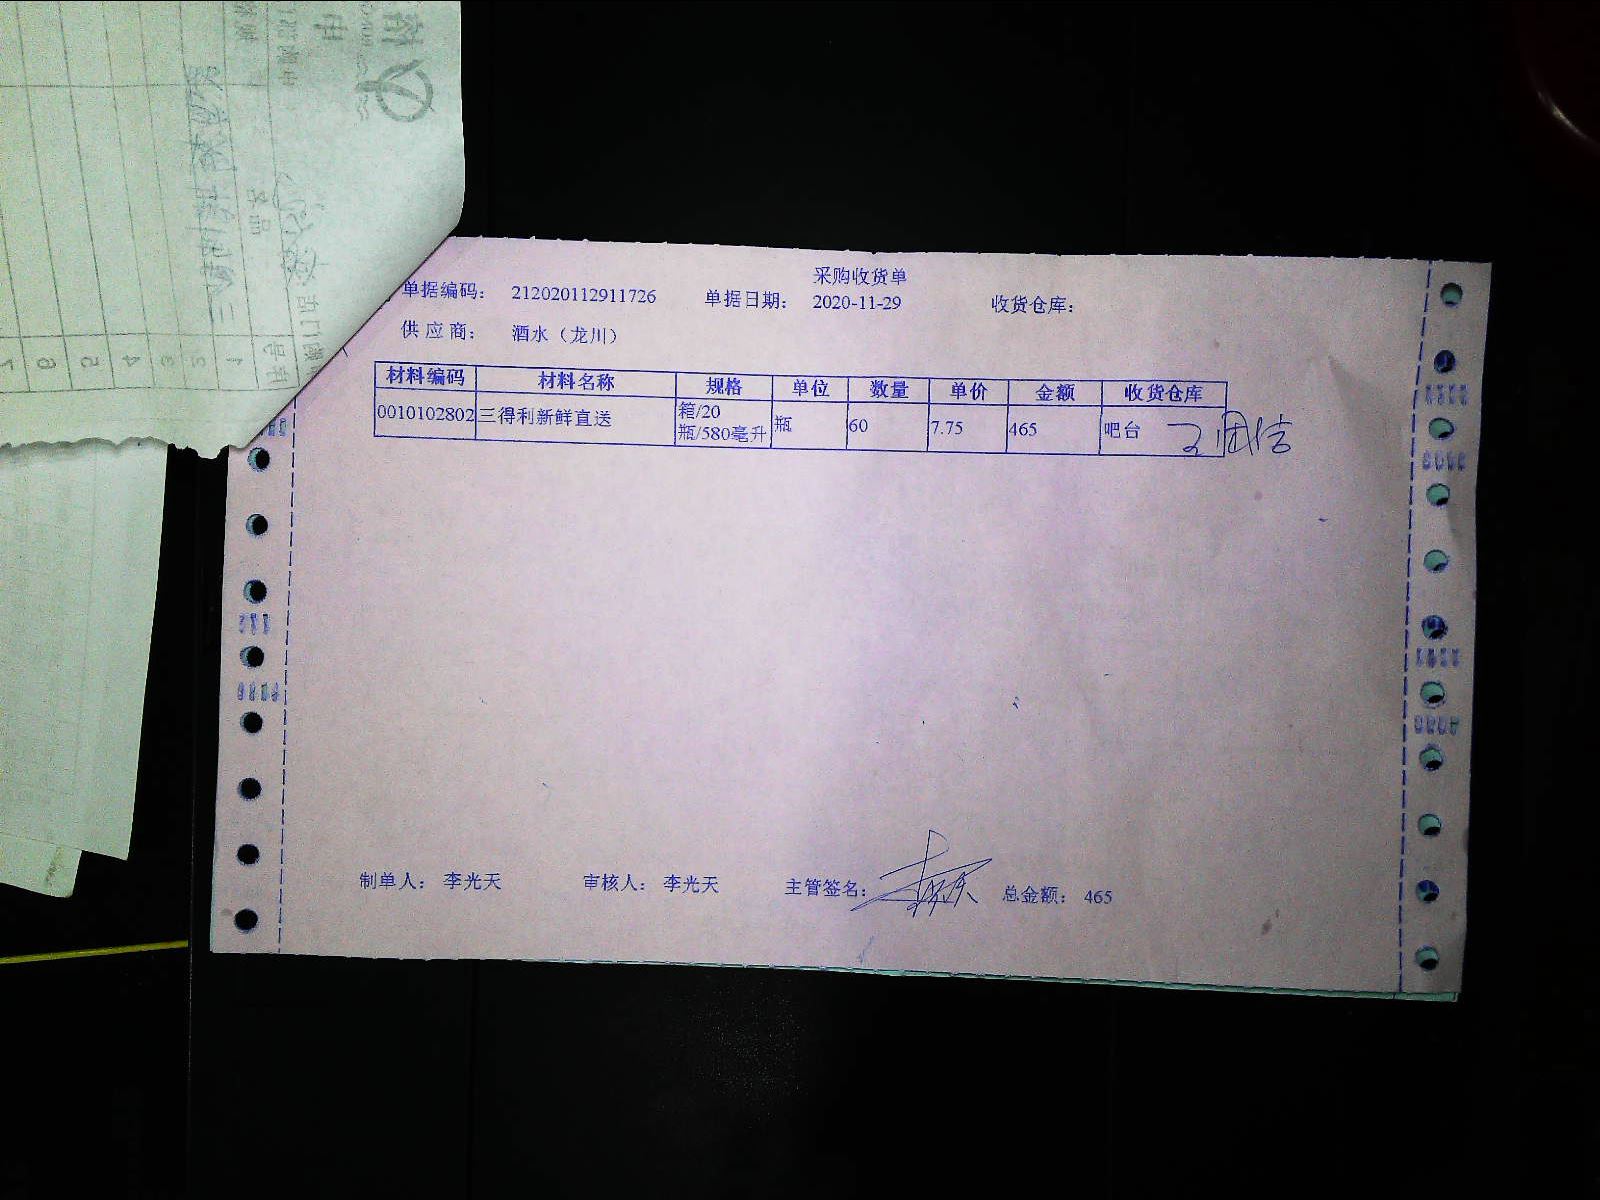 采购收货单
单据编码： 212020112911726 单据日期： 2020-11-29 收货仓库：
供 应 商： 酒水（龙川）
材料编码 材料名称 规格 单位 数量 单价 金额 收货仓库
0010102802 三得利新鲜直送 箱/20 瓶/580毫升 瓶 60 7.75 465 吧台
制单人： 李光天 审核人： 李光天 主管签名： 总金额： 465